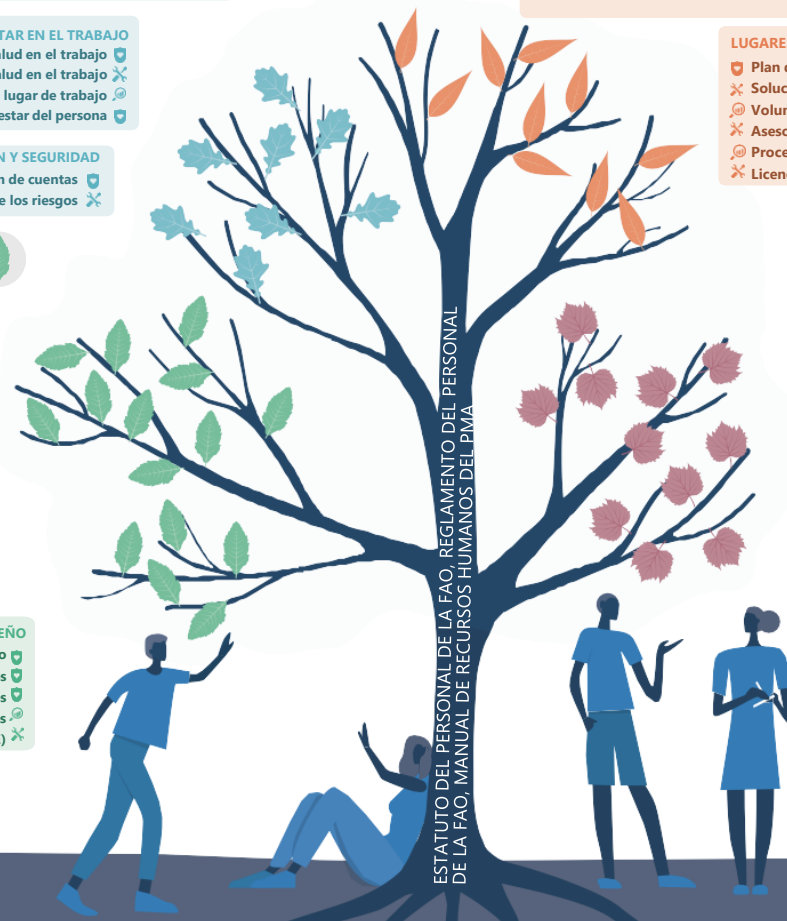 TAR EN EL TRABAJO
lud en el trabajo
alud en el trabajo
lugar de trabajo
estar del persona
N Y SEGURIDAD
n de cuentas
e los riesgos
EÑO
o
s
s
s
)
LUGARE
Plan
Soluc
Volu
Aseso
Proce
Licen
ESTATUTO DEL PERSONAL DE LA FAO, REGLAMENTO DEL PERSONAL
DE LA FAO, MANUAL DE RECURSOS HUMANOS DEL PMA